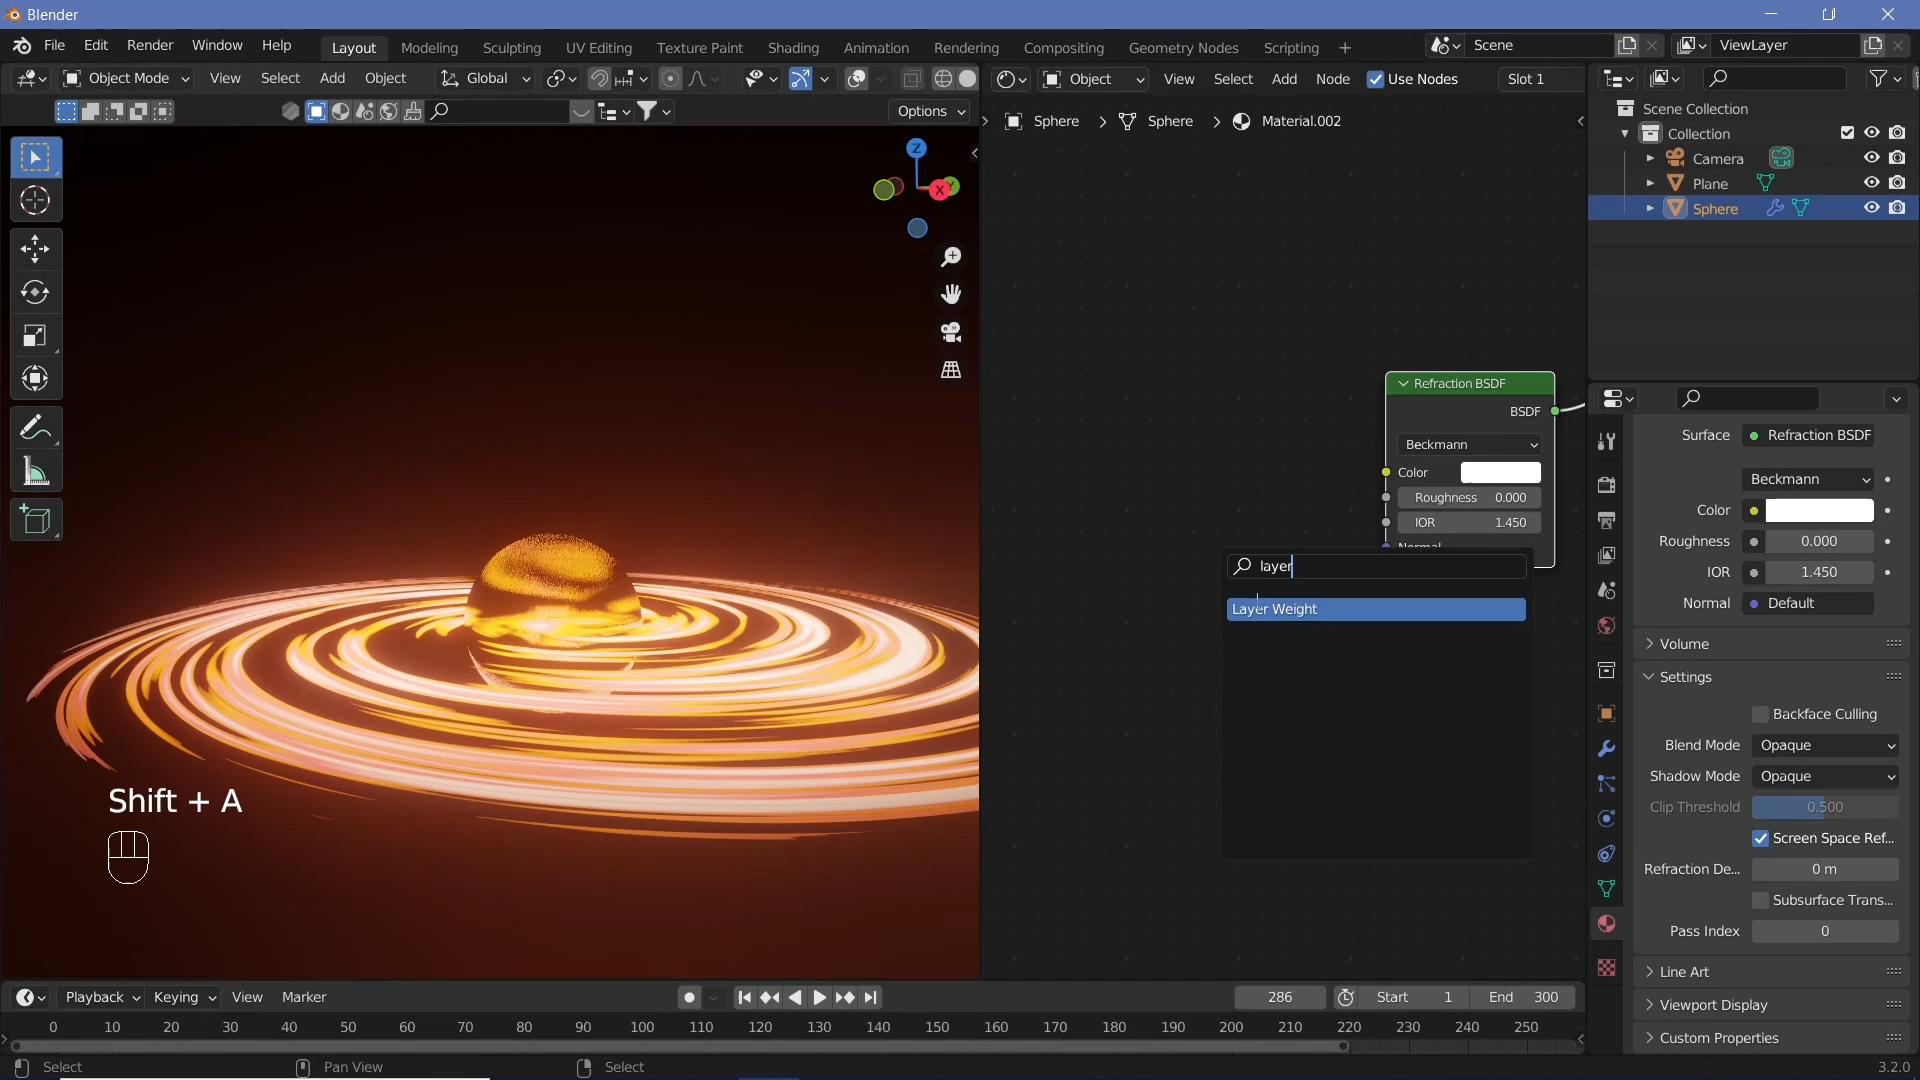 Blender
File Edit Render Window Help
Layout Modeling Sculpting UV Editing Texture Paint Shading Animation Rendering Compositing Geometry Nodes Scripting +
Scene
ViewLayer
Object Mode View Select Add Object Global
Object View Select Add Node Use Nodes Slot 1
Options
Sphere > Sphere > Material.002
Scene Collection
Collection
Camera
Plane
Sphere
Z
X
Y
Refraction BSDF
BSDF
Beckmann
Color
Roughness 0.000
IOR 1.450
Normal
layer
Layer Weight
Surface Refraction BSDF
Beckmann
Color
Roughness 0.000
IOR 1.450
Normal Default
Volume
Settings
Backface Culling
Blend Mode Opaque
Shadow Mode Opaque
Clip Threshold 0.500
Screen Space Ref...
Refraction De... 0 m
Subsurface Trans...
Pass Index 0
Line Art
Viewport Display
Custom Properties
Shift + A
Playback Keying View Marker
286 Start 1 End 300
0 10 20 30 40 50 60 70 80 90 100 110 120 130 140 150 160 170 180 190 200 210 220 230 240 250
Select Pan View Select
3.2.0